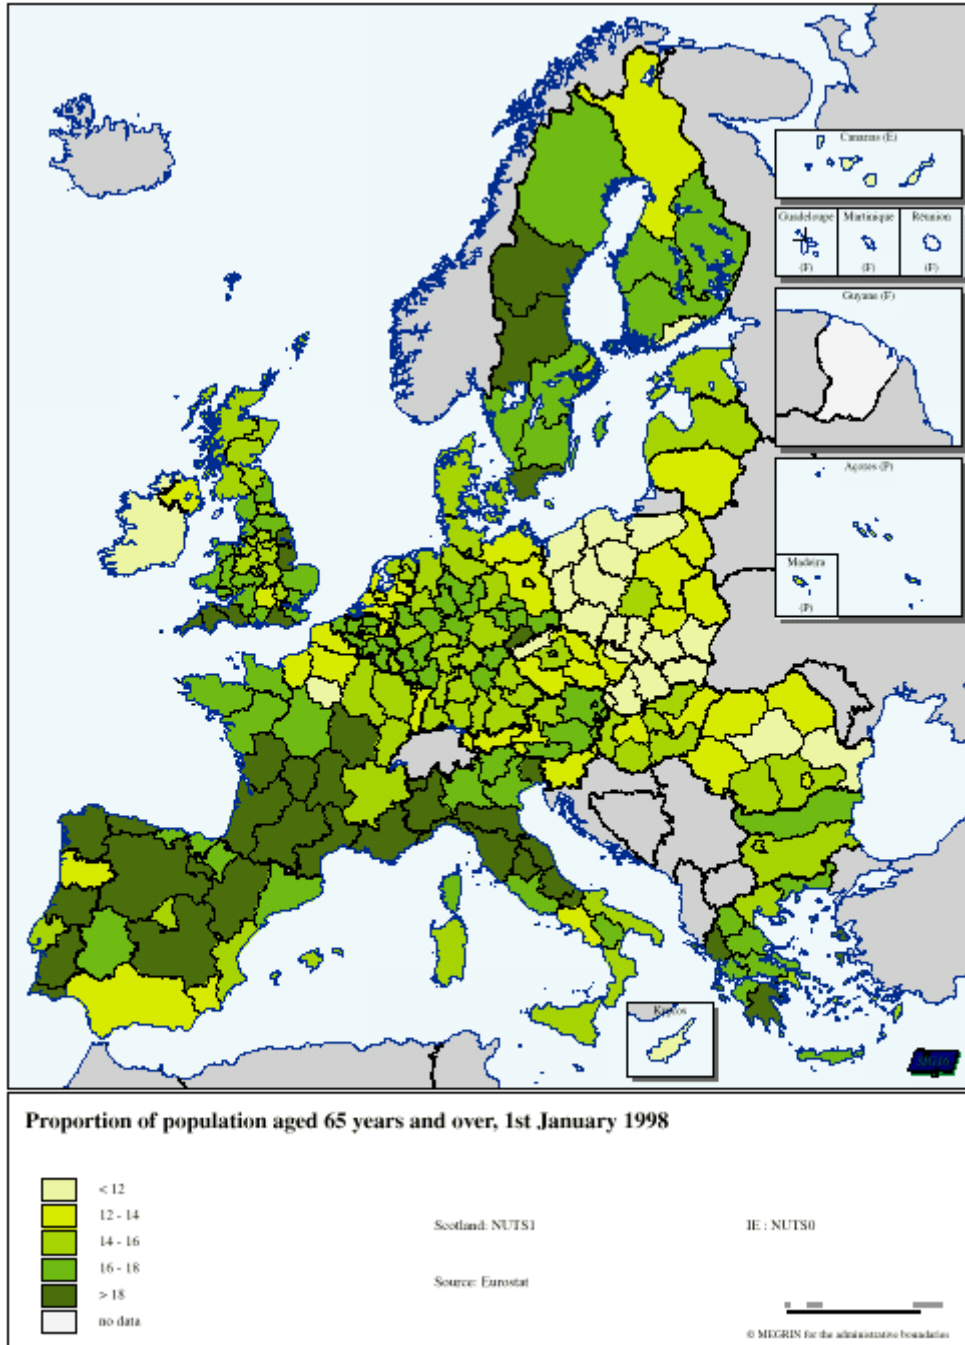 Canarias (E)
Guadeloupe
Martinique
Réunion
(F)
(F)
(F)
Guyane (F)
Açores (P)
Madeira
(P)
Kypros
Proportion of population aged 65 years and over, 1st January 1998
< 12
12 - 14
14 - 16
16 - 18
> 18
no data
Scotland: NUTS1
IE : NUTS0
Source: Eurostat
© MEGRIN for the administrative boundaries